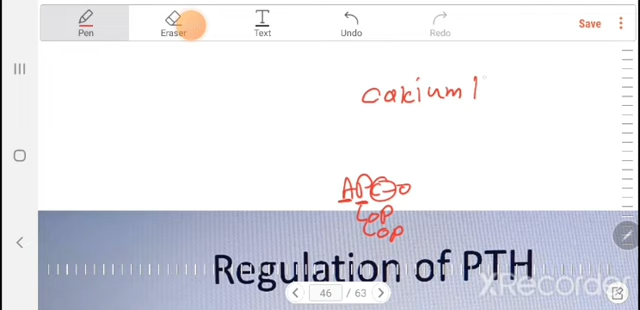 Pen
Eraser
Text
Undo
Redo
Save
calcium
Regulation of PTH
46 / 63
XRecorder